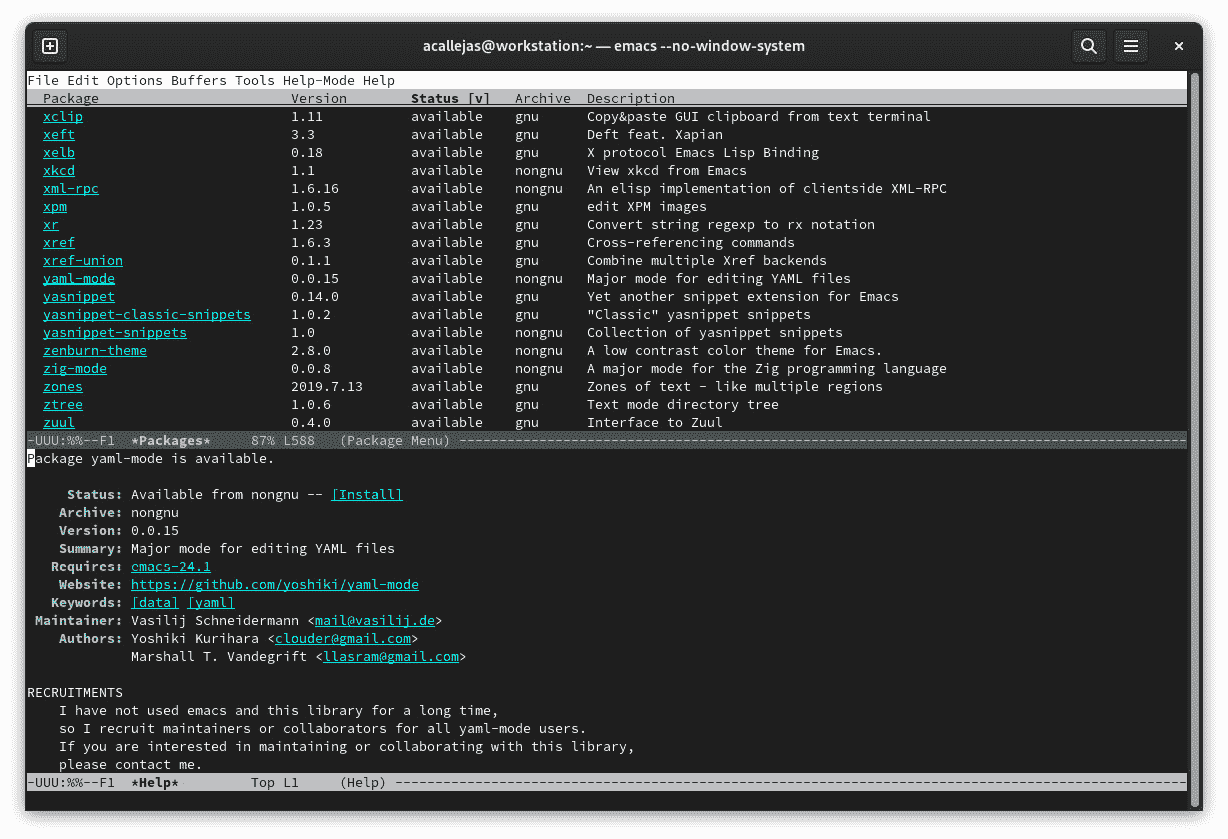 acallejas@workstation:~ — emacs --no-window-system
File Edit Options Buffers Tools Help-Mode Help
Package Version Status [v] Archive Description
xclip 1.11 available gnu Copy&paste GUI clipboard from text terminal
xeft 3.3 available gnu Deft feat. Xapian
xelb 0.18 available gnu X protocol Emacs Lisp Binding
xkcd 1.1 available nongnu View xkcd from Emacs
xml-rpc 1.6.16 available nongnu An elisp implementation of clientside XML-RPC
xpm 1.0.5 available gnu edit XPM images
xr 1.23 available gnu Convert string regexp to rx notation
xref 1.6.3 available gnu Cross-referencing commands
xref-union 0.1.1 available gnu Combine multiple Xref backends
yaml-mode 0.0.15 available nongnu Major mode for editing YAML files
yasnippet 0.14.0 available gnu Yet another snippet extension for Emacs
yasnippet-classic-snippets 1.0.2 available gnu "Classic" yasnippet snippets
yasnippet-snippets 1.0 available nongnu Collection of yasnippet snippets
zenburn-theme 2.8.0 available nongnu A low contrast color theme for Emacs.
zig-mode 0.0.8 available nongnu A major mode for the Zig programming language
zones 2019.7.13 available gnu Zones of text - like multiple regions
ztree 1.0.6 available gnu Text mode directory tree
zuul 0.4.0 available gnu Interface to Zuul
-UUU:%%--F1 *Packages* 87% L588 (Package Menu) --------------------------------------------------------------------------------------------
Package yaml-mode is available.
Status: Available from nongnu -- [Install]
Archive: nongnu
Version: 0.0.15
Summary: Major mode for editing YAML files
Requires: emacs-24.1
Website: https://github.com/yoshiki/yaml-mode
Keywords: [data] [yaml]
Maintainer: Vasilij Schneidermann <mail@vasilij.de>
Authors: Yoshiki Kurihara <clouder@gmail.com>
Marshall T. Vandegrift <llasram@gmail.com>
RECRUITMENTS
I have not used emacs and this library for a long time,
so I recruit maintainers or collaborators for all yaml-mode users.
If you are interested in maintaining or collaborating with this library,
please contact me.
-UUU:%%--F1 *Help* Top L1 (Help) ---------------------------------------------------------------------------------------------------